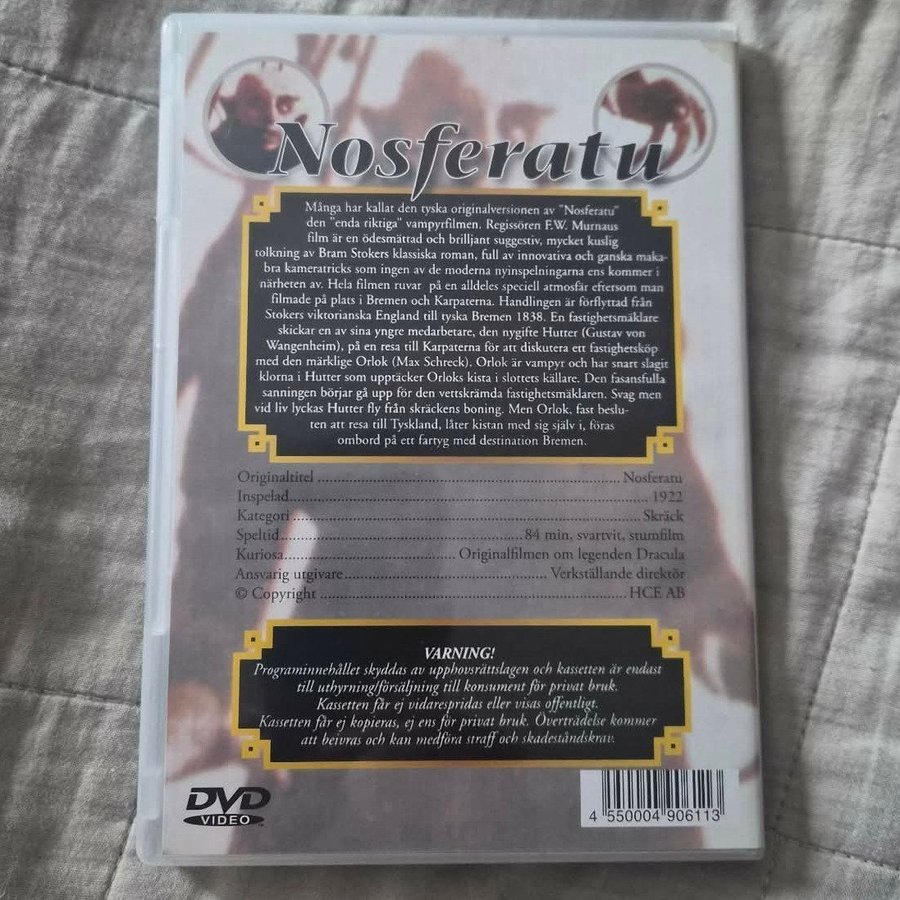 Nosferatu
Många har kallat den tyska originalversionen av "Nosferatu"
den "enda riktiga" vampyrfilmen. Regissören F.W. Murnaus
film är en ödesmättad och brilljant suggestiv, mycket kuslig
tolkning av Bram Stokers klassiska roman, full av innovativa och ganska maka-
bra kameratricks som ingen av de moderna nyinspelningarna ens kommer i
närheten av. Hela filmen ruvar på en alldeles speciell atmosfär eftersom man
filmade på plats i Bremen och Karpaterna. Handlingen är förflyttad från
Stokers viktorianska England till tyska Bremen 1838. En fastighetsmäklare
skickar en av sina yngre medarbetare, den nygifte Hutter (Gustav von
Wangenheim), på en resa till Karpaterna för att diskutera ett fastighetsköp
med den märklige Orlok (Max Schreck). Orlok är vampyr och har snart slagit
klorna i Hutter som upptäcker Orloks kista i slottets källare. Den fasansfulla
sanningen börjar gå upp för den vettskrämda fastighetsmäklaren. Svag men
vid liv lyckas Hutter fly från skräckens boning. Men Orlok, fast beslu-
ten att resa till Tyskland, låter kistan med sig själv i, föras
ombord på ett fartyg med destination Bremen.
Originaltitel ... Nosferatu
Inspelad ... 1922
Kategori ... Skräck
Speltid ... 84 min, svartvit, stumfilm
Kuriosa ... Originalfilmen om legenden Dracula
Ansvarig utgivare ... Verkställande direktör
© Copyright ... HCE AB
VARNING!
Programinnehållet skyddas av upphovsrättslagen och kassetten är endast
till uthyrning/försäljning till konsument för privat bruk.
Kassetten får ej vidarespridas eller visas offentligt.
Kassetten får ej kopieras, ej ens för privat bruk. Överträdelse kommer
att beivras och kan medföra straff och skadeståndskrav.
DVD
VIDEO
4 550004 906113